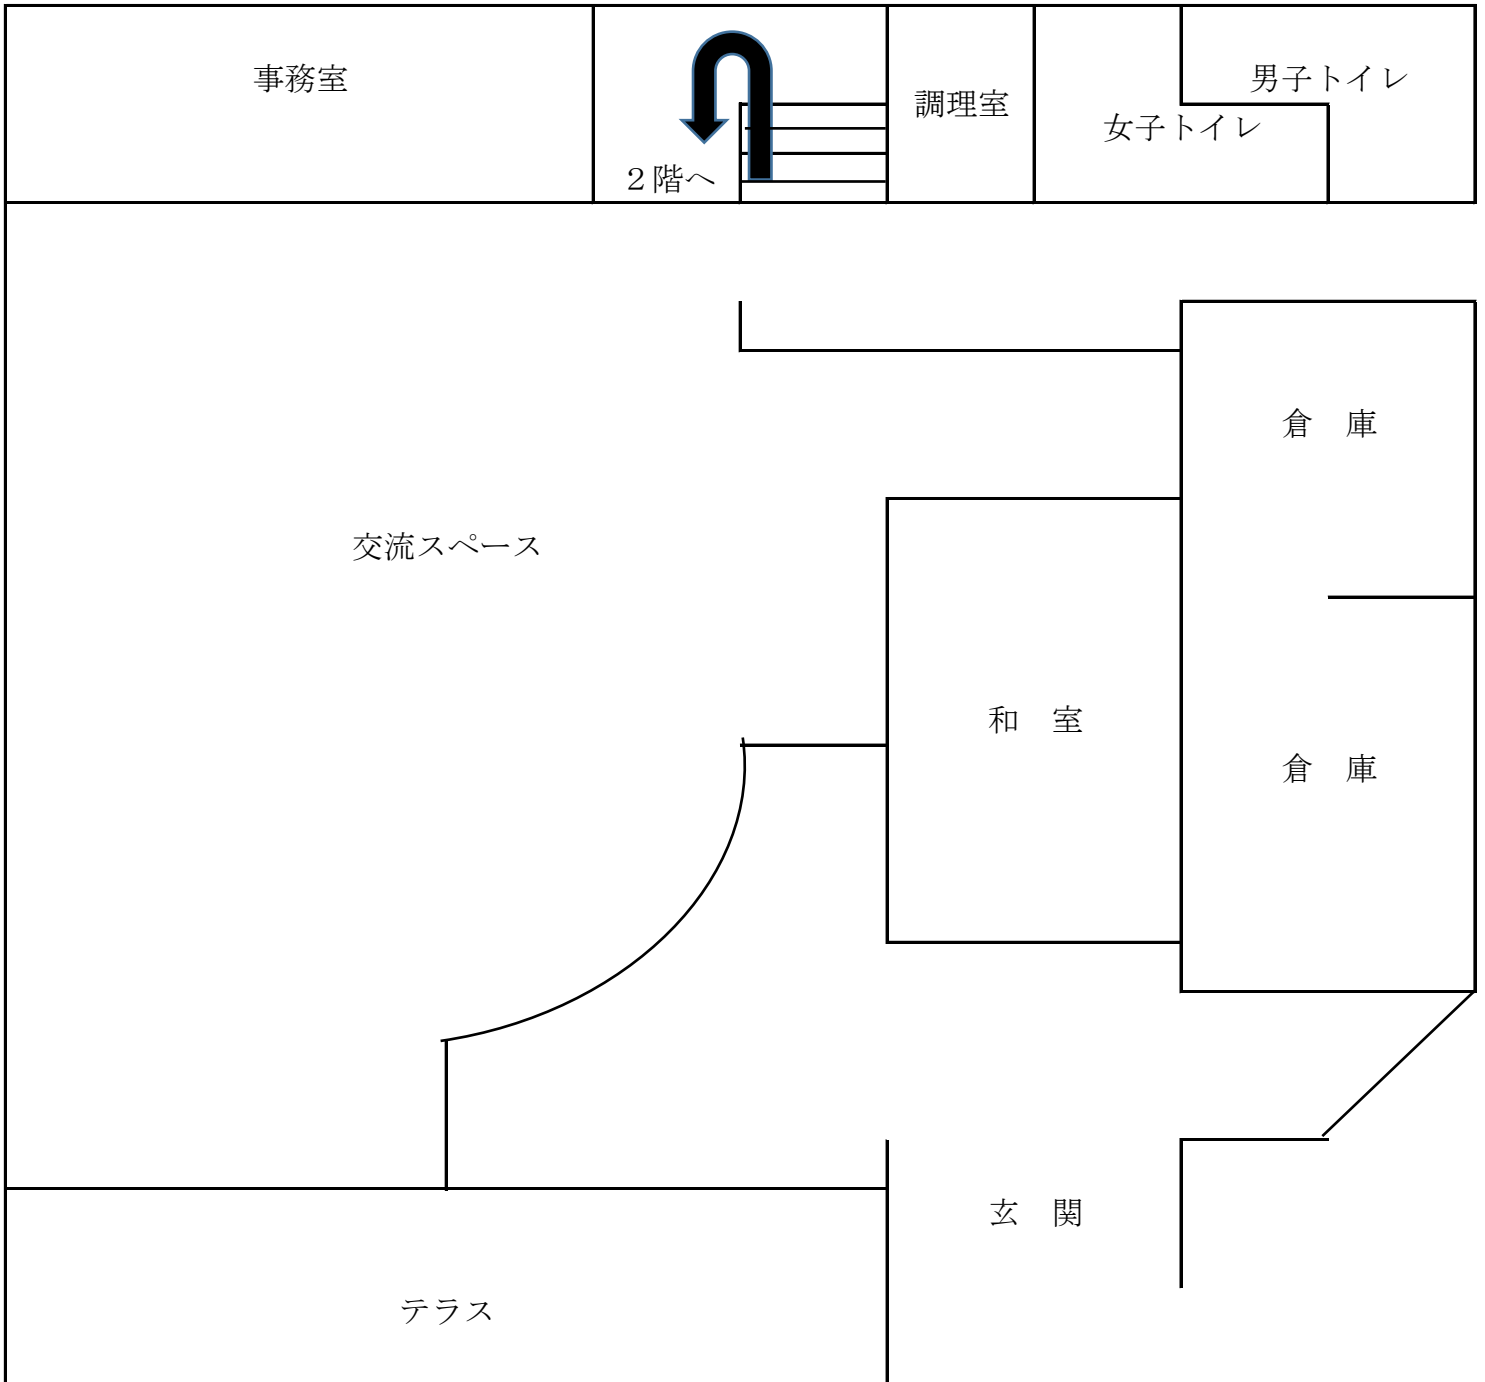 事務室
男子トイレ
調理室
女子トイレ
２階へ
倉　庫
交流スペース
和　室
倉　庫
玄　関
テラス